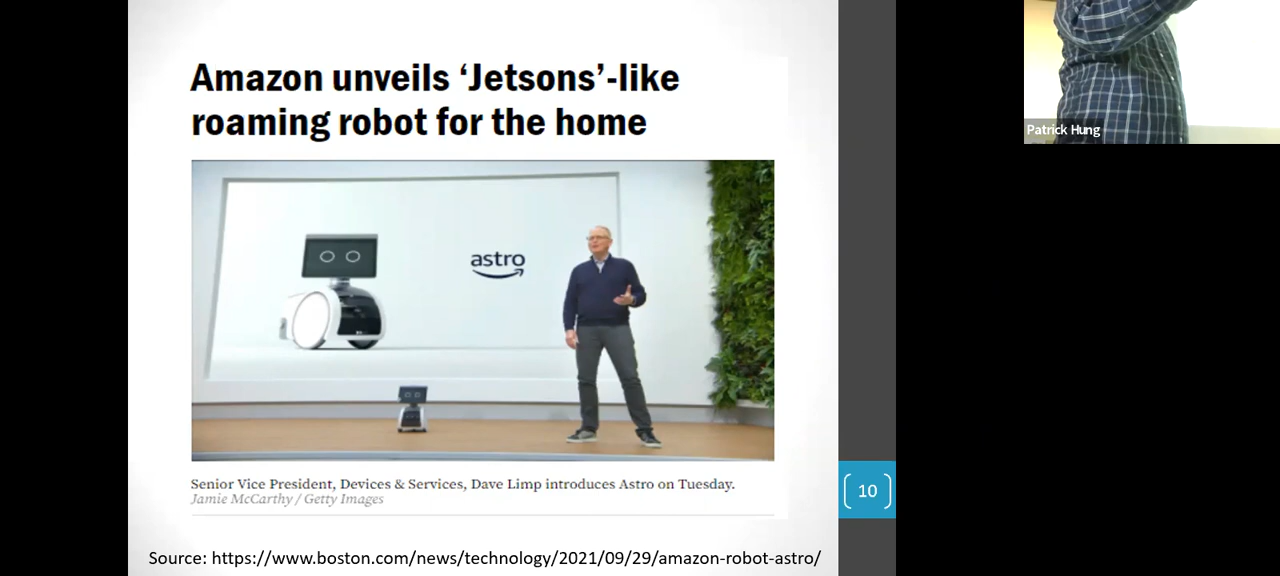 Amazon unveils ‘Jetsons’-like
roaming robot for the home
astro
Senior Vice President, Devices & Services, Dave Limp introduces Astro on Tuesday.
Jamie McCarthy / Getty Images
10
Source: https://www.boston.com/news/technology/2021/09/29/amazon-robot-astro/
Patrick Hung